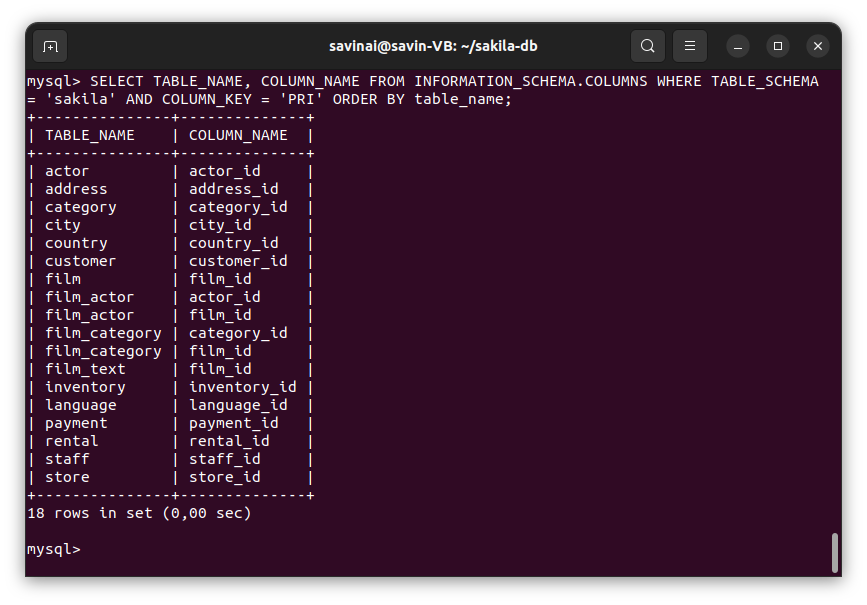 savinai@savin-VB: ~/sakila-db
mysql> SELECT TABLE_NAME, COLUMN_NAME FROM INFORMATION_SCHEMA.COLUMNS WHERE TABLE_SCHEMA
= 'sakila' AND COLUMN_KEY = 'PRI' ORDER BY table_name;
+---------------+--------------+
| TABLE_NAME    | COLUMN_NAME  |
+---------------+--------------+
| actor         | actor_id     |
| address       | address_id   |
| category      | category_id  |
| city          | city_id      |
| country       | country_id   |
| customer      | customer_id  |
| film          | film_id      |
| film_actor    | actor_id     |
| film_actor    | film_id      |
| film_category | category_id  |
| film_category | film_id      |
| film_text     | film_id      |
| inventory     | inventory_id |
| language      | language_id  |
| payment       | payment_id   |
| rental        | rental_id    |
| staff         | staff_id     |
| store         | store_id     |
+---------------+--------------+
18 rows in set (0,00 sec)
mysql>